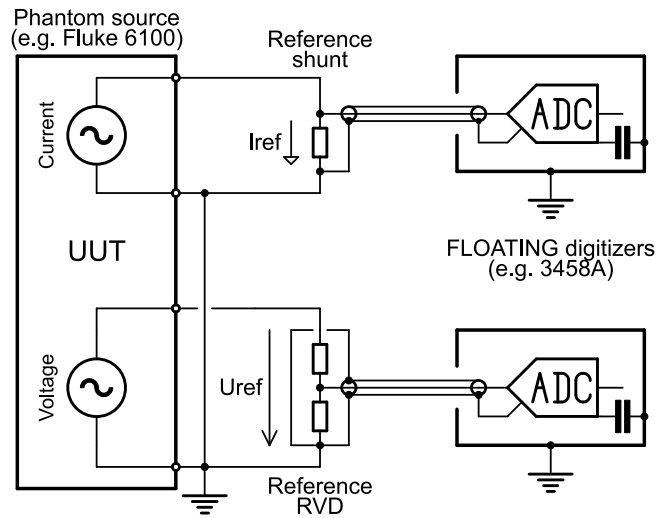 Phantom source
(e.g. Fluke 6100)
Reference
shunt
Current
Iref
ADC
UUT
FLOATING digitizers
(e.g. 3458A)
Voltage
Uref
ADC
Reference
RVD